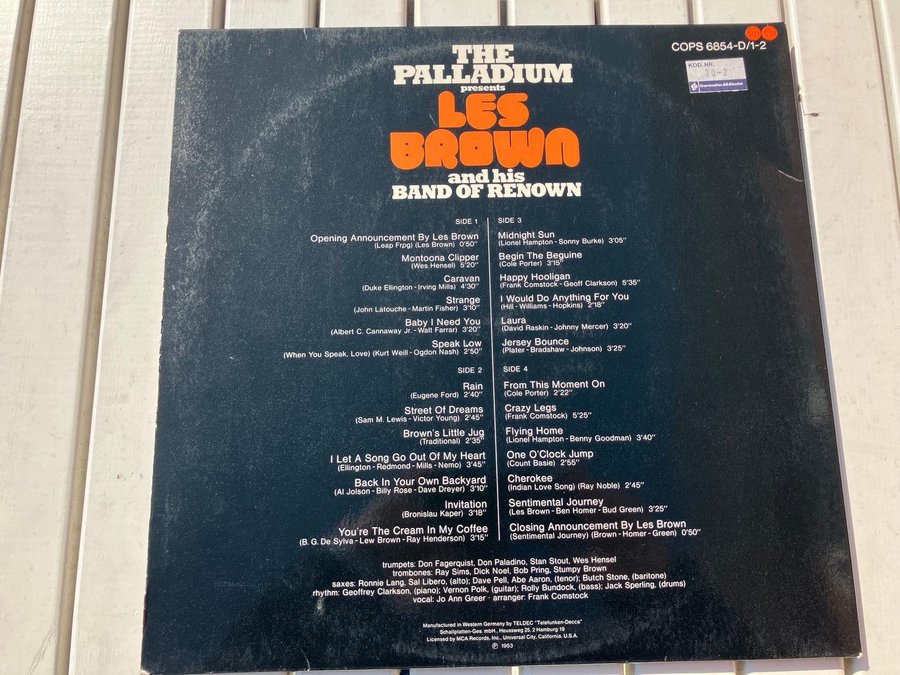 COPS 6854-D/1-2
KOD. NR.
30-2
Grammofon AB Electra
THE
PALLADIUM
presents
LES
BROWN
and his
BAND OF RENOWN
SIDE 1
Opening Announcement By Les Brown
(Leap Frpg) (Les Brown) 0'50"
Montoona Clipper
(Wes Hensel) 5'20"
Caravan
(Duke Ellington - Irving Mills) 4'30"
Strange
(John Latouche - Martin Fisher) 3'10"
Baby I Need You
(Albert C. Cannaway Jr. - Walt Farrar) 3'20"
Speak Low
(When You Speak, Love) (Kurt Weill - Ogdon Nash) 2'50"
SIDE 2
Rain
(Eugene Ford) 2'40"
Street Of Dreams
(Sam M. Lewis - Victor Young) 2'45"
Brown's Little Jug
(Traditional) 2'35"
I Let A Song Go Out Of My Heart
(Ellington - Redmond - Mills - Nemo) 3'45"
Back In Your Own Backyard
(Al Jolson - Billy Rose - Dave Dreyer) 3'10"
Invitation
(Bronislau Kaper) 3'18"
You're The Cream In My Coffee
(B. G. De Sylva - Lew Brown - Ray Henderson) 3'15"
SIDE 3
Midnight Sun
(Lionel Hampton - Sonny Burke) 3'05"
Begin The Beguine
(Cole Porter) 3'15"
Happy Hooligan
(Frank Comstock - Geoff Clarkson) 5'35"
I Would Do Anything For You
(Hill - Williams - Hopkins) 2'18"
Laura
(David Raskin - Johnny Mercer) 3'20"
Jersey Bounce
(Plater - Bradshaw - Johnson) 3'25"
SIDE 4
From This Moment On
(Cole Porter) 2'22"
Crazy Legs
(Frank Comstock) 5'25"
Flying Home
(Lionel Hampton - Benny Goodman) 3'40"
One O'Clock Jump
(Count Basie) 2'55"
Cherokee
(Indian Love Song) (Ray Noble) 2'45"
Sentimental Journey
(Les Brown - Ben Homer - Bud Green) 3'25"
Closing Announcement By Les Brown
(Sentimental Journey) (Brown - Homer - Green) 0'50"
trumpets: Don Fagerquist, Don Paladino, Stan Stout, Wes Hensel
trombones: Ray Sims, Dick Noel, Bob Pring, Stumpy Brown
saxes: Ronnie Lang, Sal Libero, (alto); Dave Pell, Abe Aaron, (tenor); Butch Stone, (baritone)
rhythm: Geoffrey Clarkson, (piano); Vernon Polk, (guitar); Rolly Bundock, (bass); Jack Sperling, (drums)
vocal: Jo Ann Greer · arranger: Frank Comstock
Manufactured in Western Germany by TELDEC "Telefunken-Decca"
Schallplatten-Ges. mbH., Heussweg 25, 2 Hamburg 19
Licensed by MCA Records, Inc., Universal City, California, U.S.A.
℗ 1953